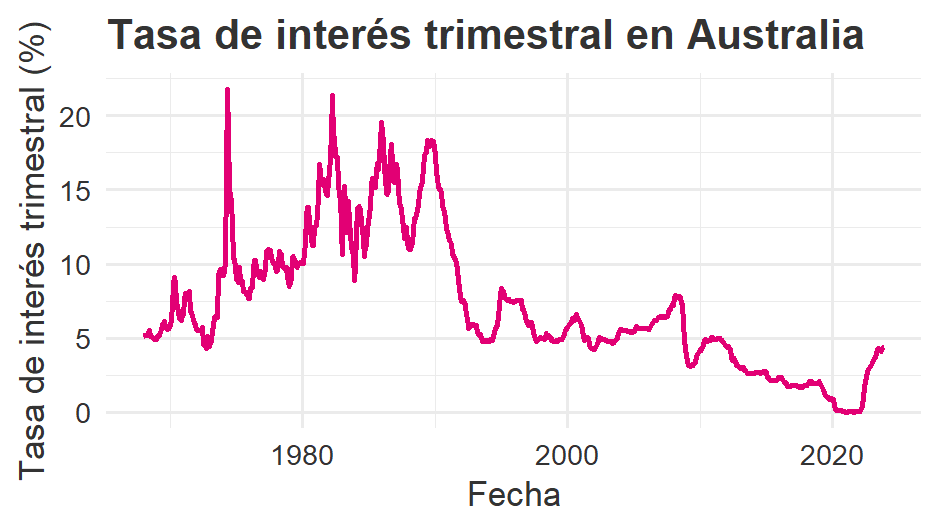 Tasa de interés trimestral en Australia
Tasa de interés trimestral (%)
20
15
10
5
0
1980
2000
2020
Fecha